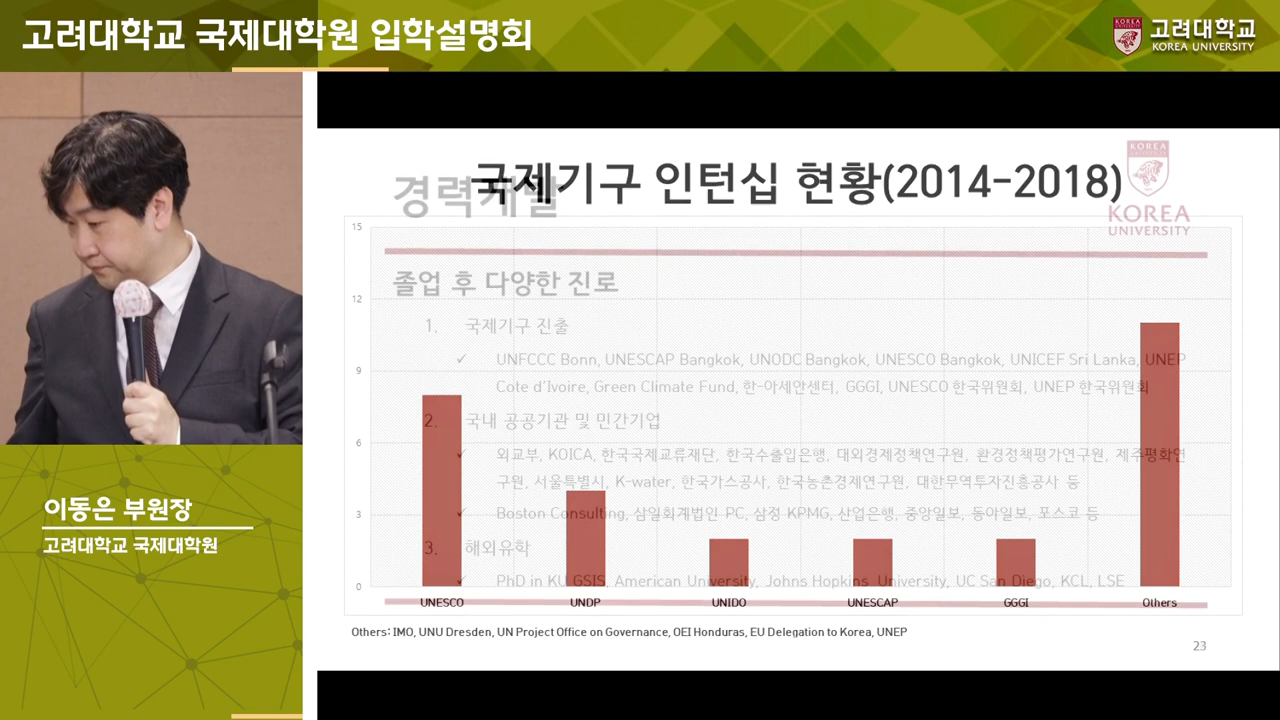 고려대학교 국제대학원 입학설명회
KOREA
고려대학교
KOREA UNIVERSITY
국제기구 인턴십 현황(2014-2018)
경력개발
KOREA
KOREA
UNIVERSITY
15
12
9
6
3
0
졸업 후 다양한 진로
1. 국제기구 진출
✓ UNFCCC Bonn, UNESCAP Bangkok, UNODC Bangkok, UNESCO Bangkok, UNICEF Sri Lanka, UNEP
Cote d'Ivoire, Green Climate Fund, 한-아세안센터, GGGI, UNESCO 한국위원회, UNEP 한국위원회
2. 국내 공공기관 및 민간기업
✓ 외교부, KOICA, 한국국제교류재단, 한국수출입은행, 대외경제정책연구원, 환경정책평가연구원, 제주평화연
구원, 서울특별시, K-water, 한국가스공사, 한국농촌경제연구원, 대한무역투자진흥공사 등
✓ Boston Consulting, 삼일회계법인 PC, 삼정 KPMG, 산업은행, 중앙일보, 동아일보, 포스코 등
3. 해외유학
✓ PhD in KU GSIS, American University, Johns Hopkins University, UC San Diego, KCL, LSE
UNESCO UNDP UNIDO UNESCAP GGGI Others
Others: IMO, UNU Dresden, UN Project Office on Governance, OEI Honduras, EU Delegation to Korea, UNEP
23
이동은 부원장
고려대학교 국제대학원